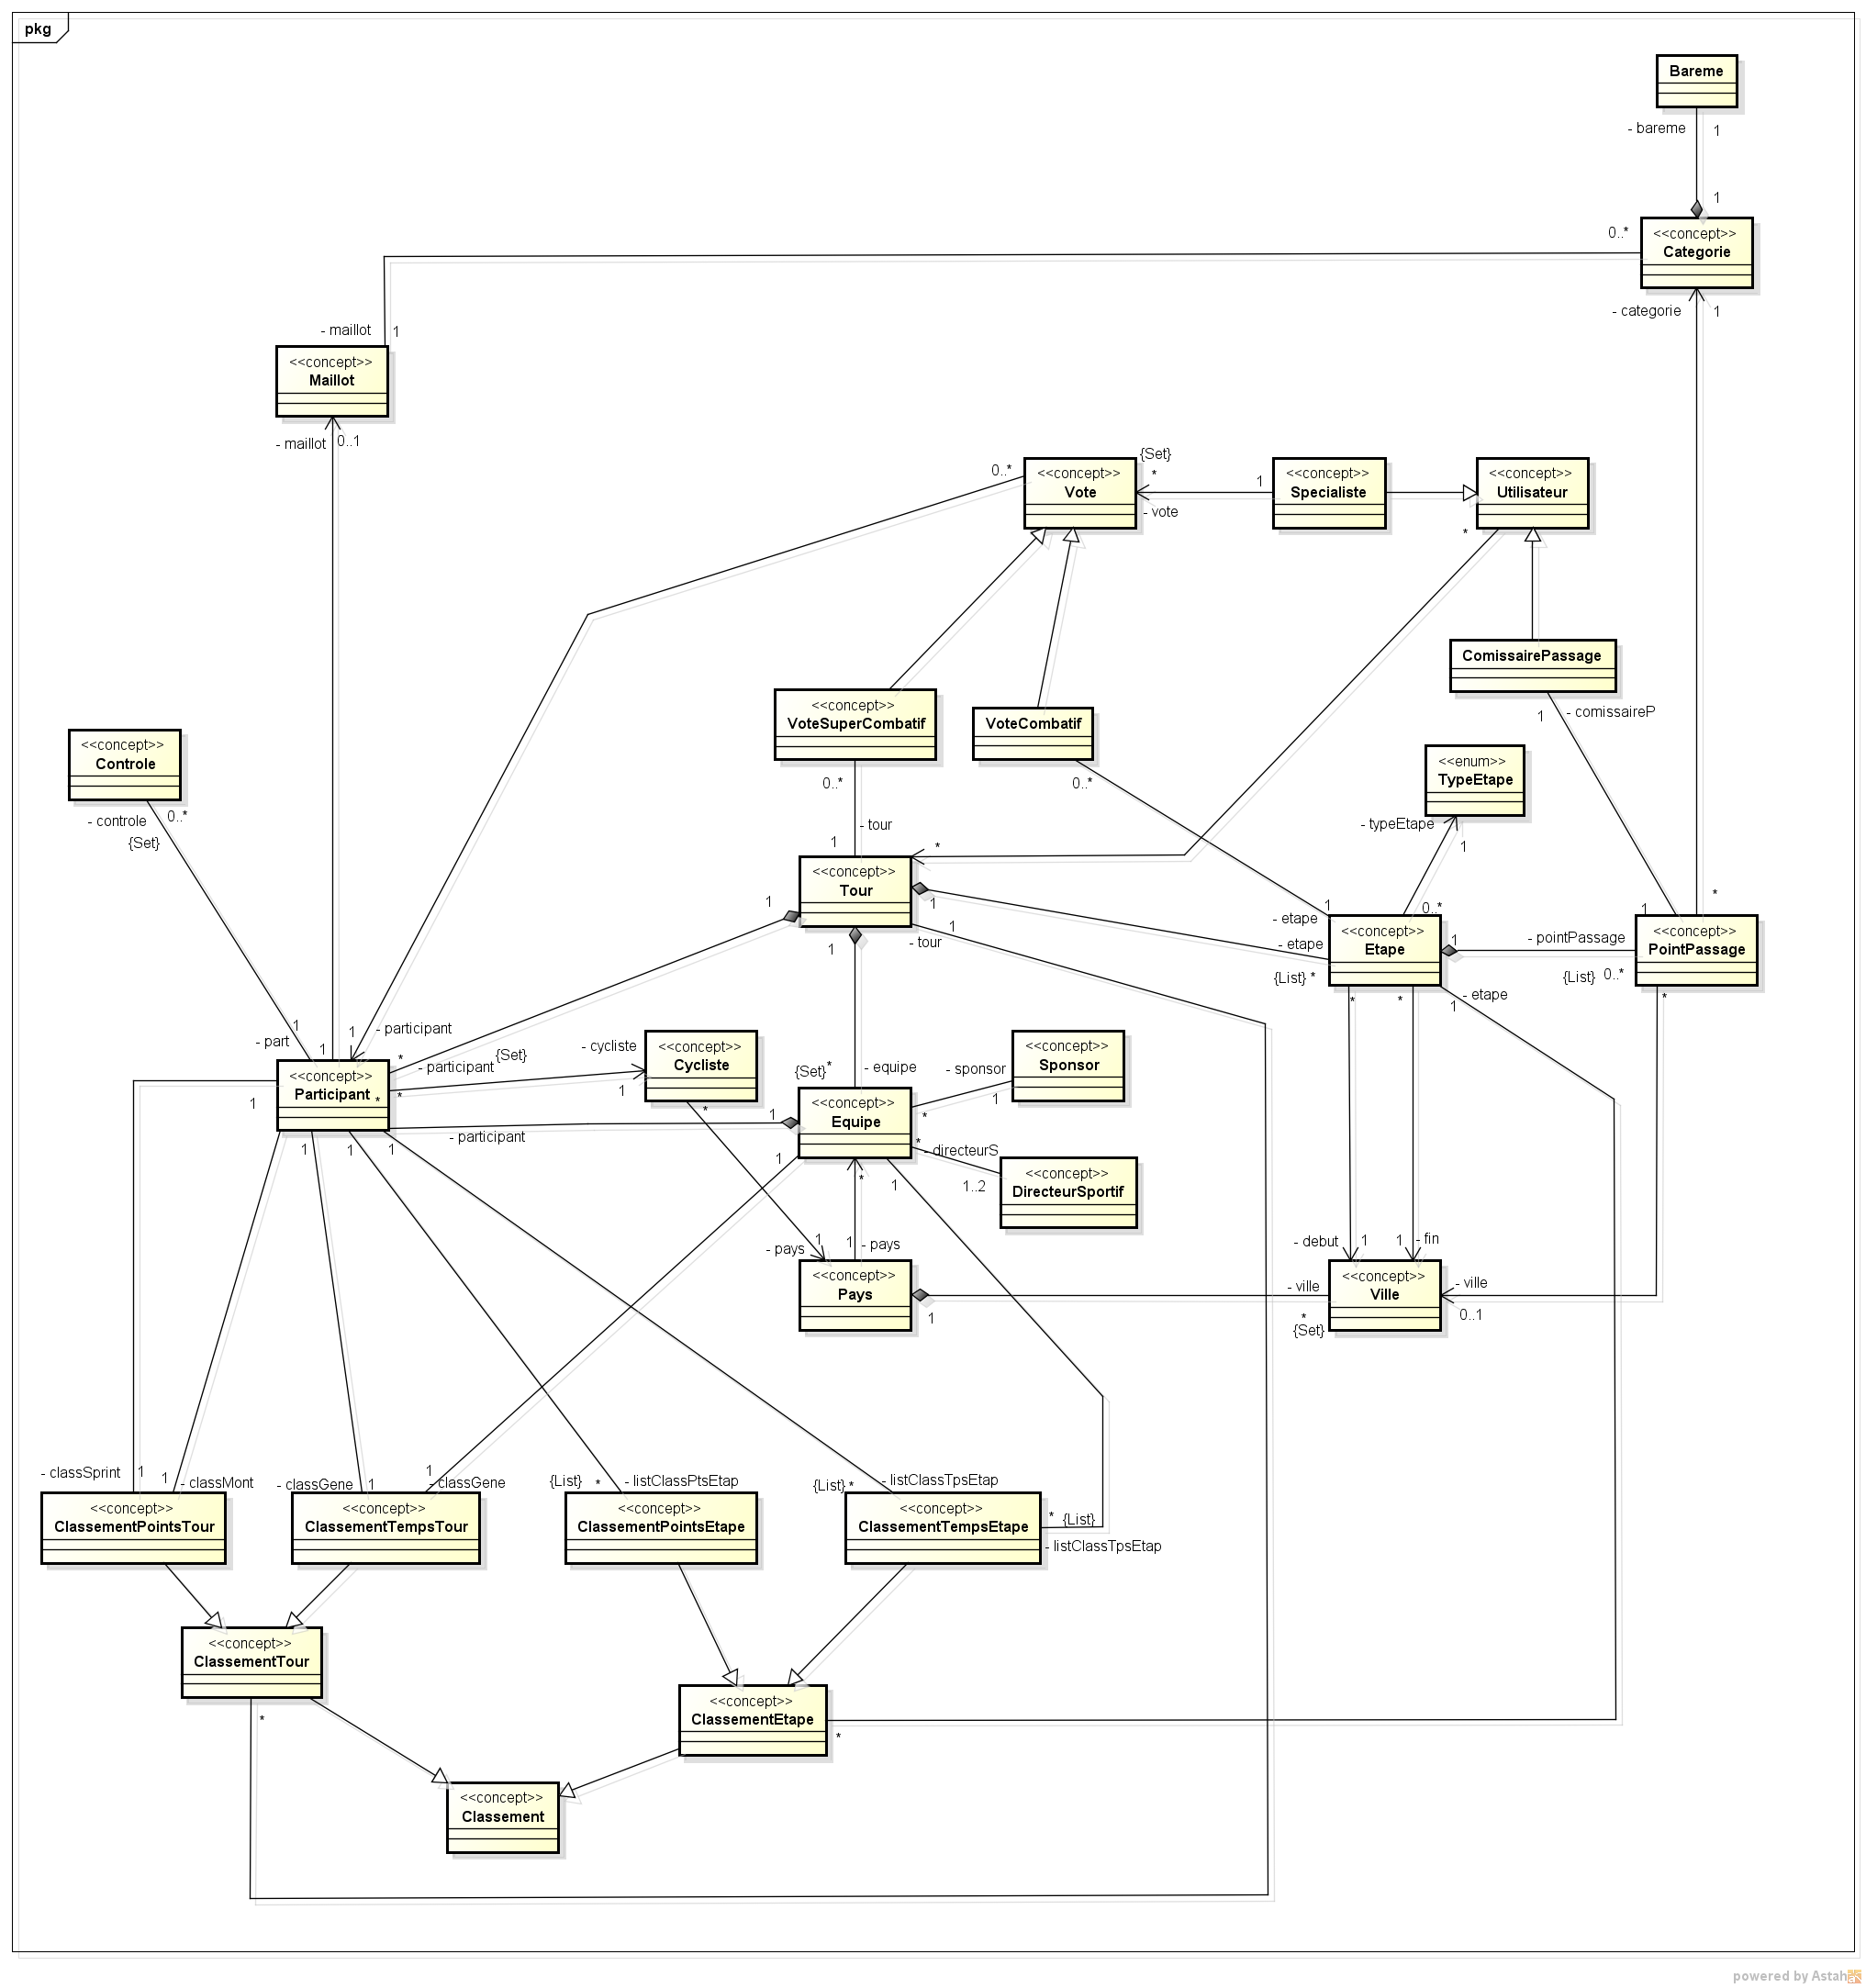 pkg
Bareme
- bareme
1
1
0..*
<<concept>>
Categorie
- categorie
1
- maillot
1
<<concept>>
Maillot
- maillot
0..1
{Set}
0..*
*
<<concept>>
Vote
- vote
1
<<concept>>
Specialiste
<<concept>>
Utilisateur
*
ComissairePassage
1
- comissaireP
<<concept>>
VoteSuperCombatif
VoteCombatif
0..*
0..*
<<concept>>
Controle
- controle
0..*
{Set}
<<enum>>
TypeEtape
- typeEtape
1
- tour
1
*
<<concept>>
Tour
1
1
1
1
- tour
- etape
1
0..*
- etape
{List}
*
<<concept>>
Etape
1
- pointPassage
{List}
0..*
1
*
<<concept>>
PointPassage
*
*
*
1
- etape
1
- part
1
1
- participant
*
- participant
{Set}
<<concept>>
Participant
*
*
1
- cycliste
1
<<concept>>
Cycliste
*
{Set}
*
- equipe
<<concept>>
Sponsor
- sponsor
1
*
<<concept>>
Equipe
1
- participant
*
- directeurS
1..2
<<concept>>
DirecteurSportif
1
1
1
1
1
*
1
- pays
1
- pays
<<concept>>
Pays
1
- ville
*
{Set}
- debut
1
1
- fin
<<concept>>
Ville
- ville
0..1
- classSprint
1
1
- classMont
- classGene
1
1
- classGene
{List}
*
- listClassPtsEtap
{List}
*
- listClassTpsEtap
<<concept>>
ClassementPointsTour
<<concept>>
ClassementTempsTour
<<concept>>
ClassementPointsEtape
<<concept>>
ClassementTempsEtape
*
{List}
- listClassTpsEtap
<<concept>>
ClassementTour
*
<<concept>>
ClassementEtape
*
<<concept>>
Classement
powered by Astah